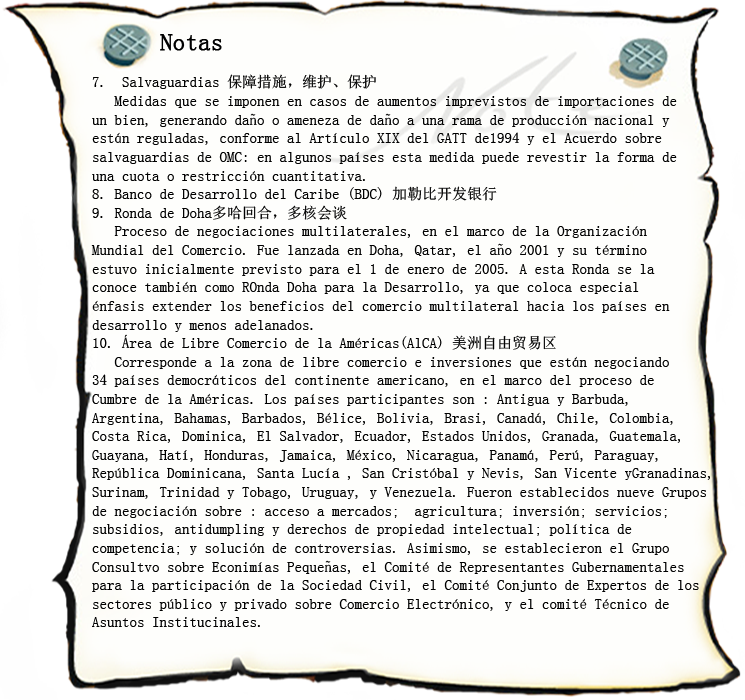 Notas
7. Salvaguardias 保障措施，维护、保护
Medidas que se imponen en casos de aumentos imprevistos de importaciones de
un bien, generando daño o ameneza de daño a una rama de producción nacional y
están reguladas, conforme al Artículo XIX del GATT de1994 y el Acuerdo sobre
salvaguardias de OMC: en algunos países esta medida puede revestir la forma de
una cuota o restricción cuantitativa.
8. Banco de Desarrollo del Caribe (BDC) 加勒比开发银行
9. Ronda de Doha多哈回合，多核会谈
Proceso de negociaciones multilaterales, en el marco de la Organización
Mundial del Comercio. Fue lanzada en Doha, Qatar, el año 2001 y su término
estuvo inicialmente previsto para el 1 de enero de 2005. A esta Ronda se la
conoce también como ROnda Doha para la Desarrollo, ya que coloca especial
énfasis extender los beneficios del comercio multilateral hacia los países en
desarrollo y menos adelanados.
10. Área de Libre Comercio de la Américas(AlCA) 美洲自由贸易区
Corresponde a la zona de libre comercio e inversiones que están negociando
34 países democráticos del continente americano, en el marco del proceso de
Cumbre de la Américas. Los países participantes son : Antigua y Barbuda,
Argentina, Bahamas, Barbados, Bélice, Bolivia, Brasi, Canadá, Chile, Colombia,
Costa Rica, Dominica, El Salvador, Ecuador, Estados Unidos, Granada, Guatemala,
Guayana, Hatí, Honduras, Jamaica, México, Nicaragua, Panamá, Perú, Paraguay,
República Dominicana, Santa Lucía , San Cristóbal y Nevis, San Vicente yGranadinas,
Surinam, Trinidad y Tobago, Uruguay, y Venezuela. Fueron establecidos nueve Grupos
de negociación sobre : acceso a mercados; agricultura; inversión; servicios;
subsidios, antidumpling y derechos de propiedad intelectual; política de
competencia; y solución de controversias. Asimismo, se establecieron el Grupo
Consultvo sobre Econimías Pequeñas, el Comité de Representantes Gubernamentales
para la participación de la Sociedad Civil, el Comité Conjunto de Expertos de los
sectores público y privado sobre Comercio Electrónico, y el comité Técnico de
Asuntos Institucinales.